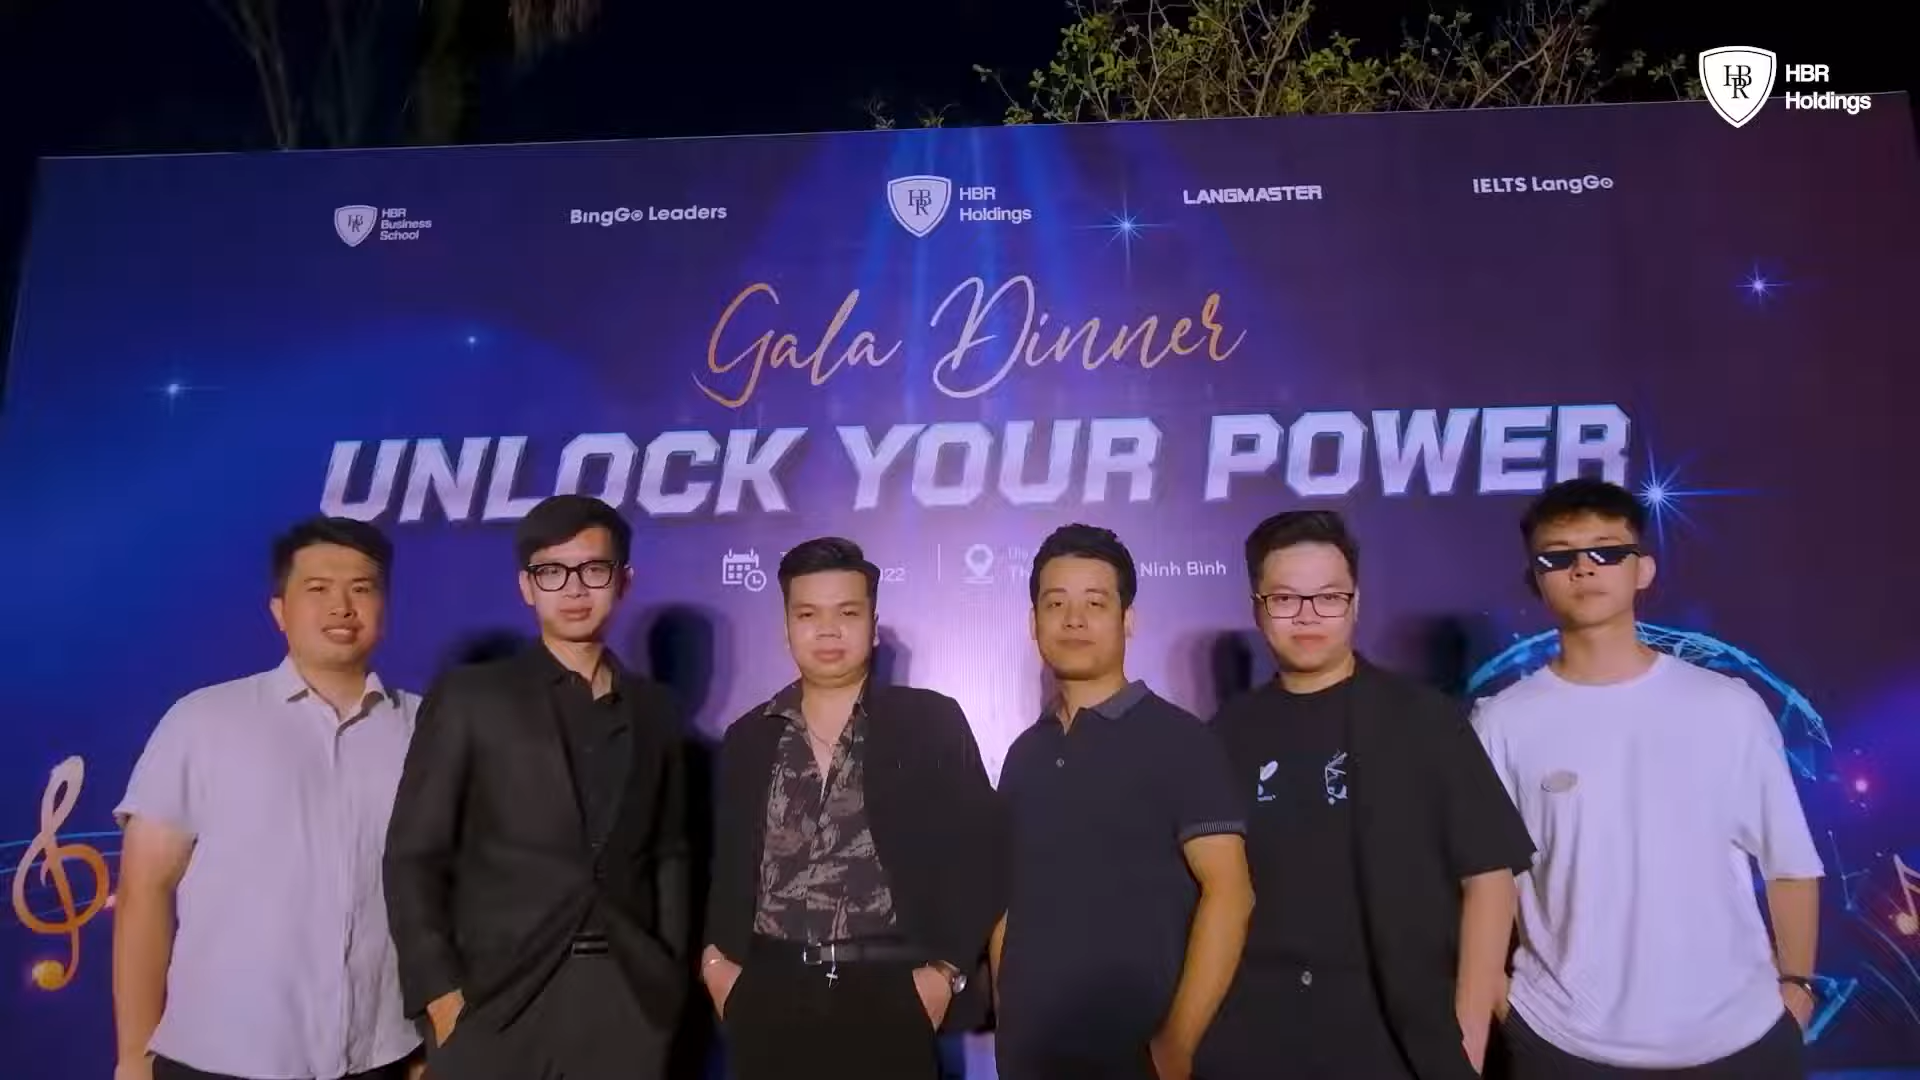 HBR
Holdings
HBR
Business
School
BingGo Leaders
HBR
Holdings
LANGMASTER
IELTS LangGo
Gala Dinner
UNLOCK YOUR POWER
Ninh Bình